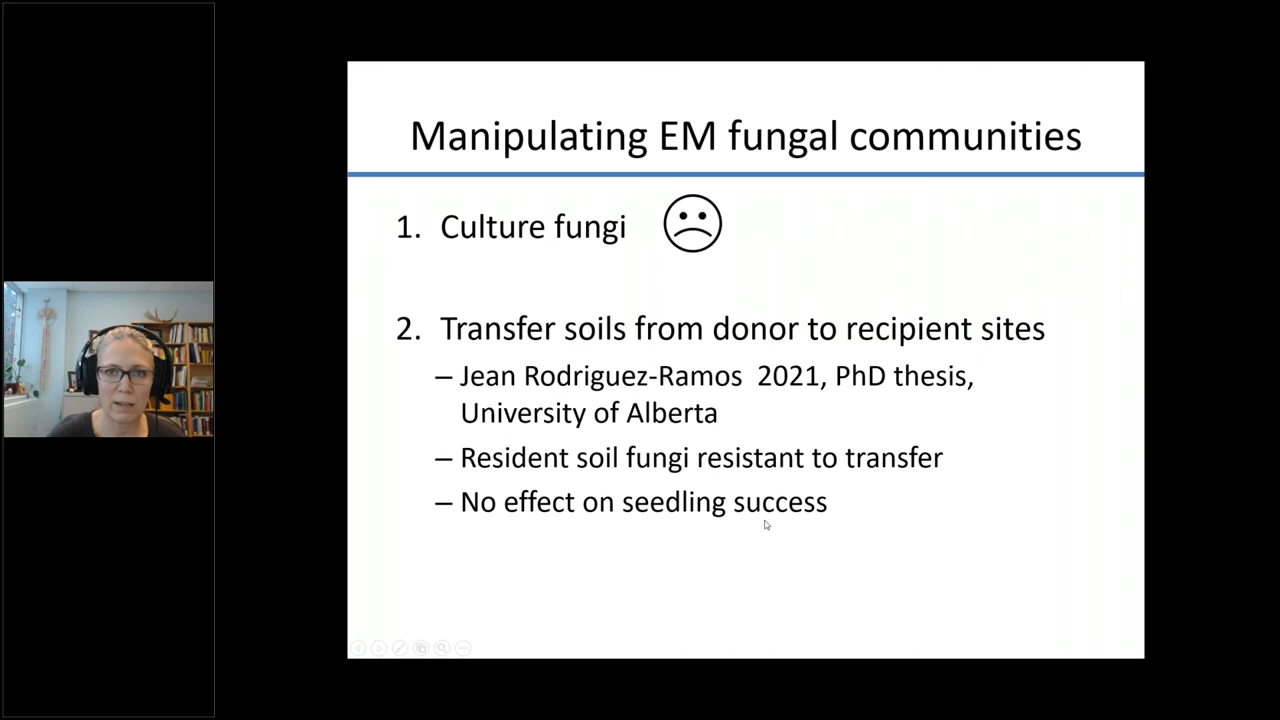 Manipulating EM fungal communities
1. Culture fungi
2. Transfer soils from donor to recipient sites
– Jean Rodriguez-Ramos 2021, PhD thesis,
University of Alberta
– Resident soil fungi resistant to transfer
– No effect on seedling success